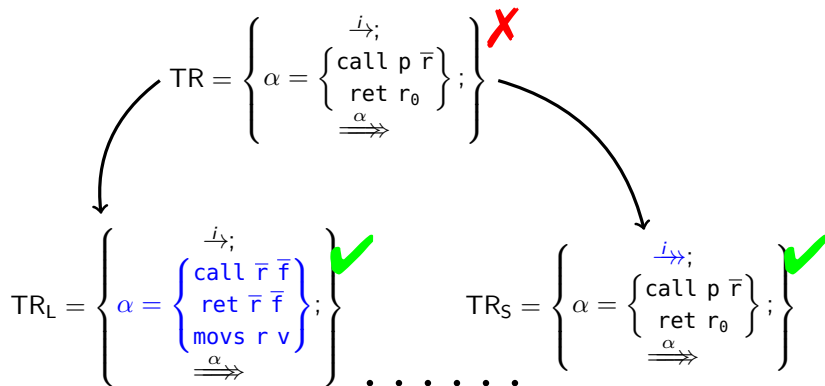 i→;
TR = { α = { call p r̅
ret r₀ } ; } ✗
α⟹
i→;
TR_L = { α = { call r̅ f̅
ret r̅ f̅
movs r v } ; } ✔
α⟹
i↠;
TR_S = { α = { call p r̅
ret r₀ } ; } ✔
α⟹
. . . . . .